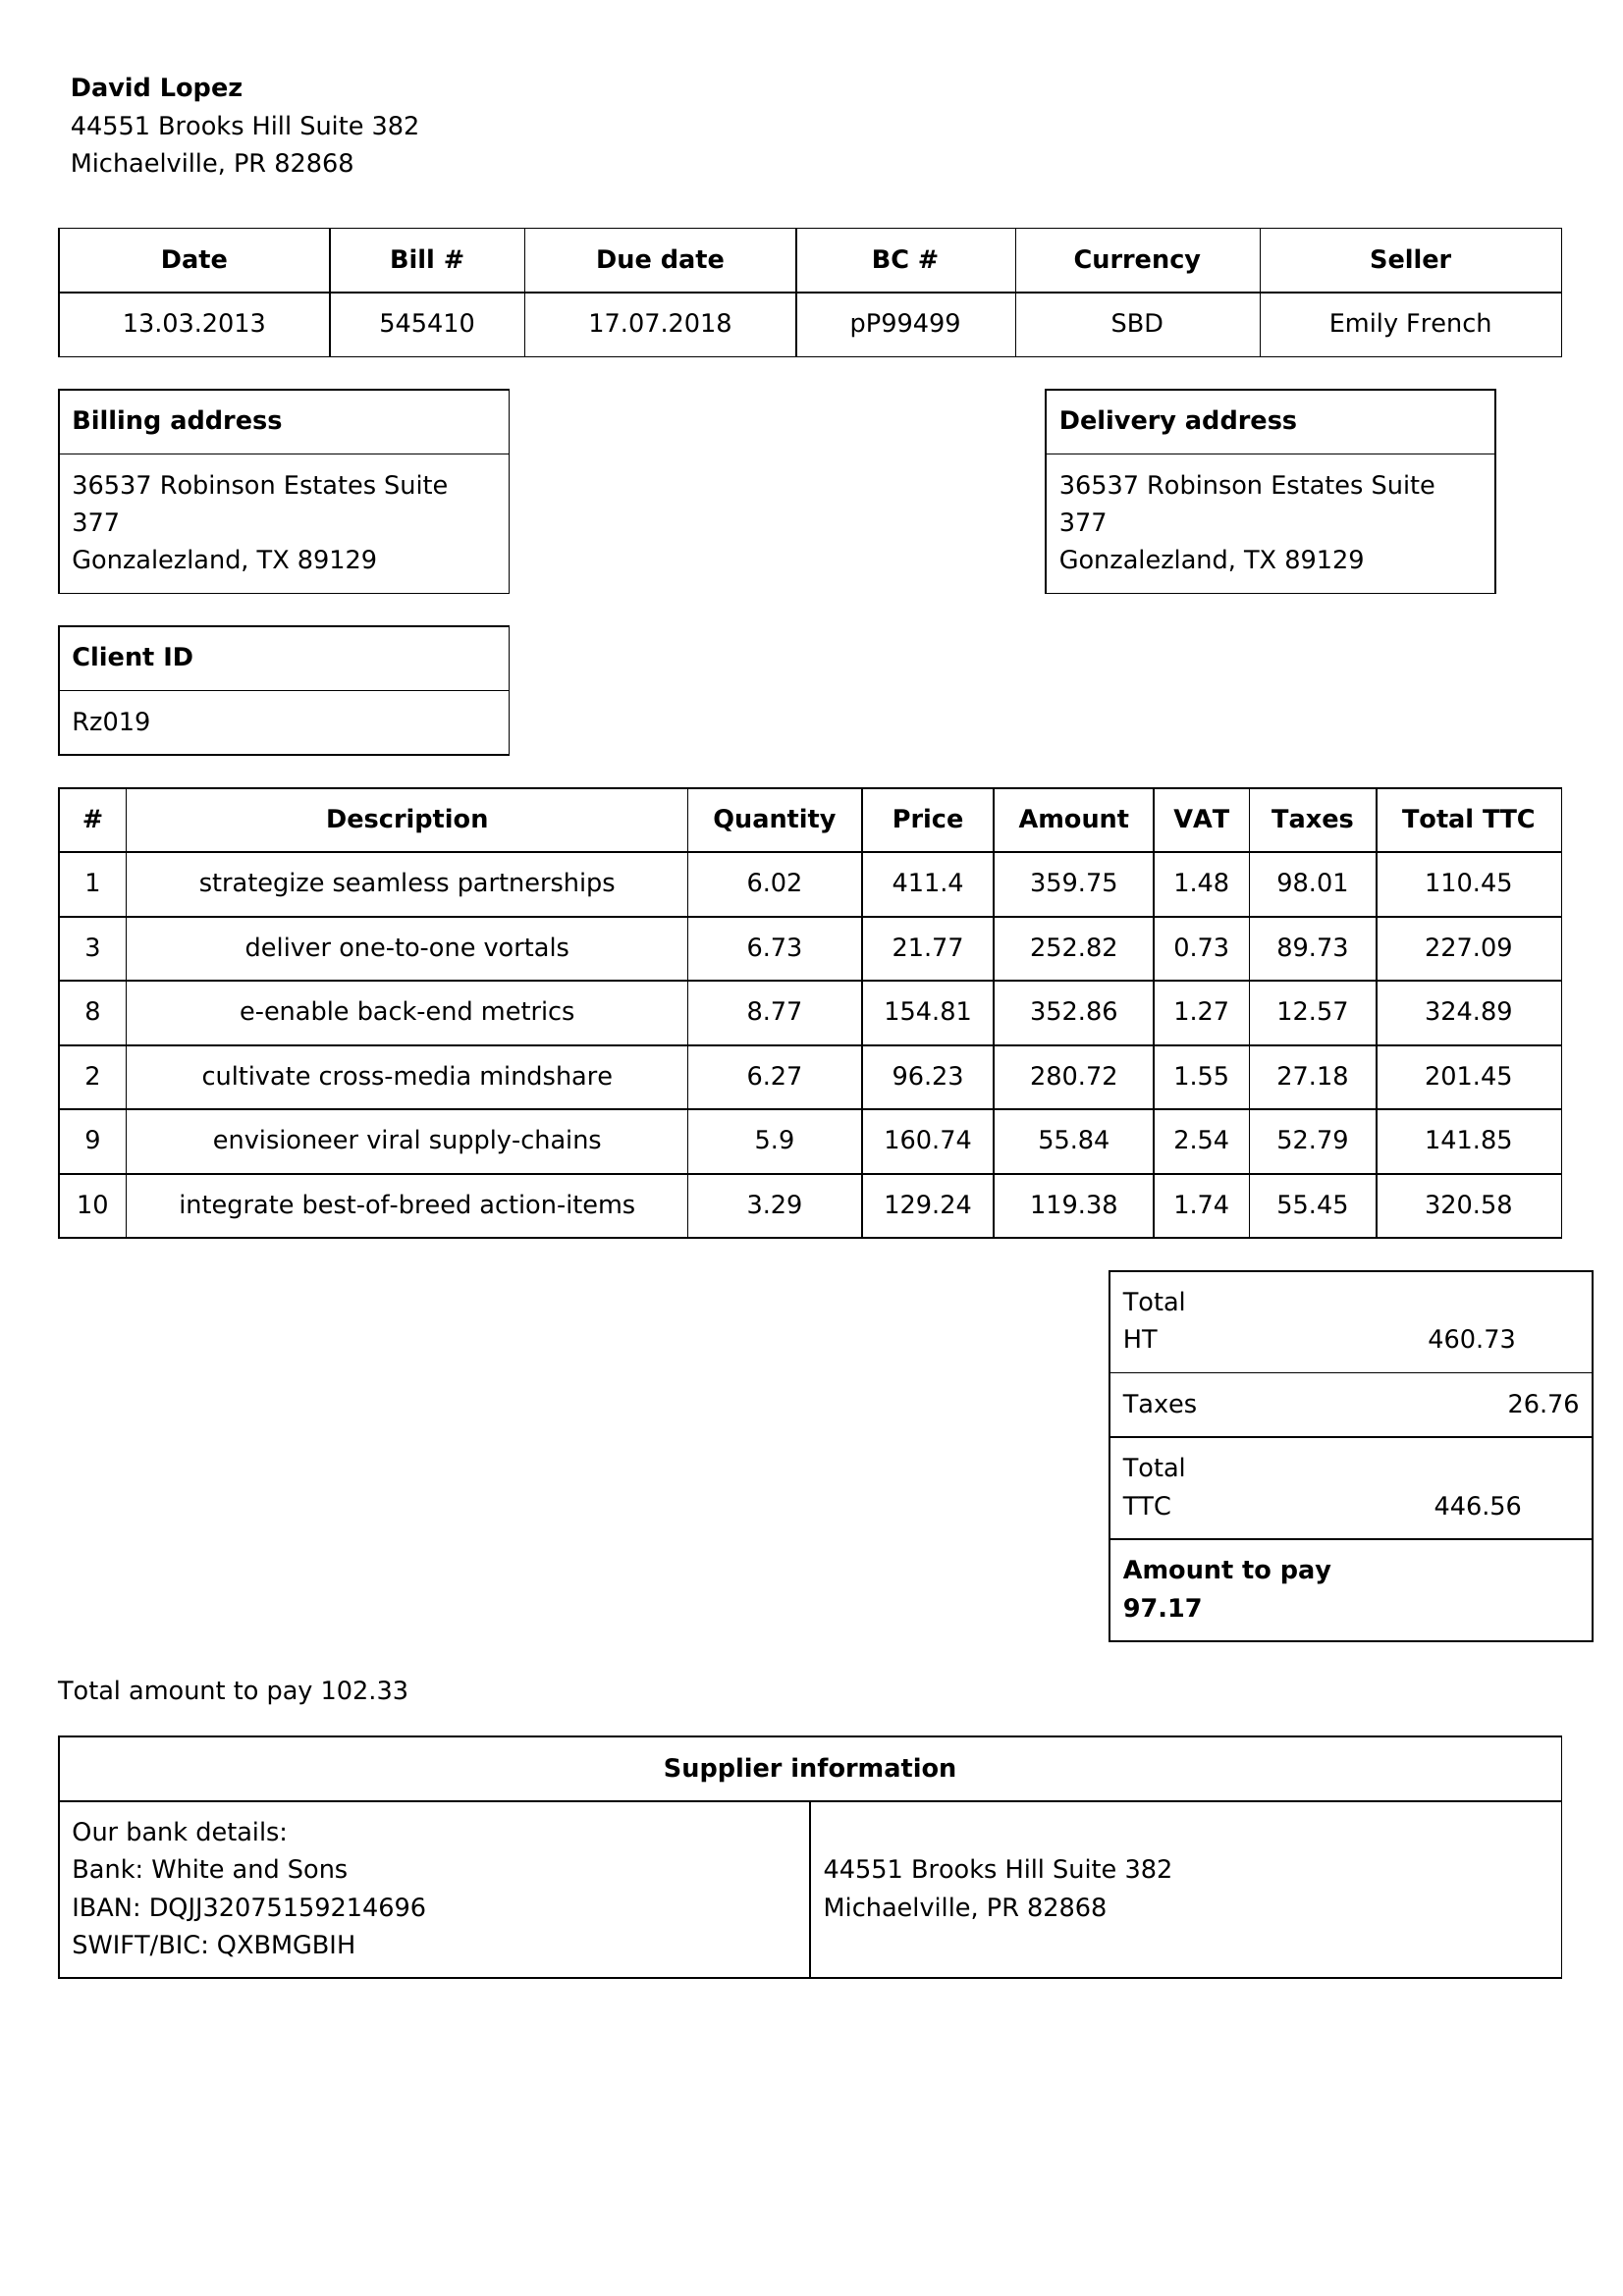 David Lopez
44551 Brooks Hill Suite 382
Michaelville, PR 82868
Date Bill # Due date BC # Currency Seller
13.03.2013 545410 17.07.2018 pP99499 SBD Emily French
Billing address
36537 Robinson Estates Suite
377
Gonzalezland, TX 89129
Delivery address
36537 Robinson Estates Suite
377
Gonzalezland, TX 89129
Client ID
Rz019
# Description Quantity Price Amount VAT Taxes Total TTC
1 strategize seamless partnerships 6.02 411.4 359.75 1.48 98.01 110.45
3 deliver one-to-one vortals 6.73 21.77 252.82 0.73 89.73 227.09
8 e-enable back-end metrics 8.77 154.81 352.86 1.27 12.57 324.89
2 cultivate cross-media mindshare 6.27 96.23 280.72 1.55 27.18 201.45
9 envisioneer viral supply-chains 5.9 160.74 55.84 2.54 52.79 141.85
10 integrate best-of-breed action-items 3.29 129.24 119.38 1.74 55.45 320.58
Total
HT 460.73
Taxes 26.76
Total
TTC 446.56
Amount to pay
97.17
Total amount to pay 102.33
Supplier information
Our bank details:
Bank: White and Sons
IBAN: DQJJ32075159214696
SWIFT/BIC: QXBMGBIH
44551 Brooks Hill Suite 382
Michaelville, PR 82868